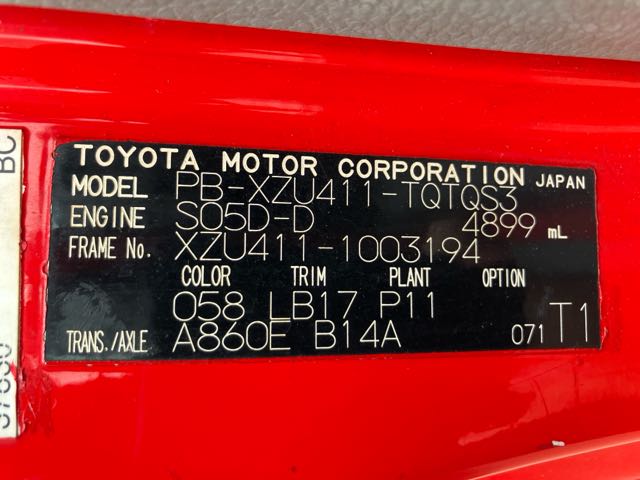 TOYOTA MOTOR CORPORATION JAPAN
MODEL PB-XZU411-TQTQS3
ENGINE S05D-D 4899 mL
FRAME No. XZU411-1003194
COLOR TRIM PLANT OPTION
058 LB17 P11
TRANS./AXLE A860E B14A 071 T1
BC